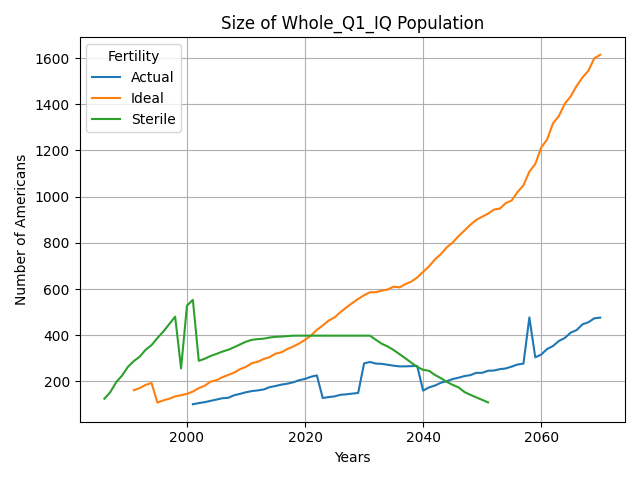 Size of Whole_Q1_IQ Population
Fertility
Actual
Ideal
Sterile
Number of Americans
1600
1400
1200
1000
800
600
400
200
2000
2020
2040
2060
Years